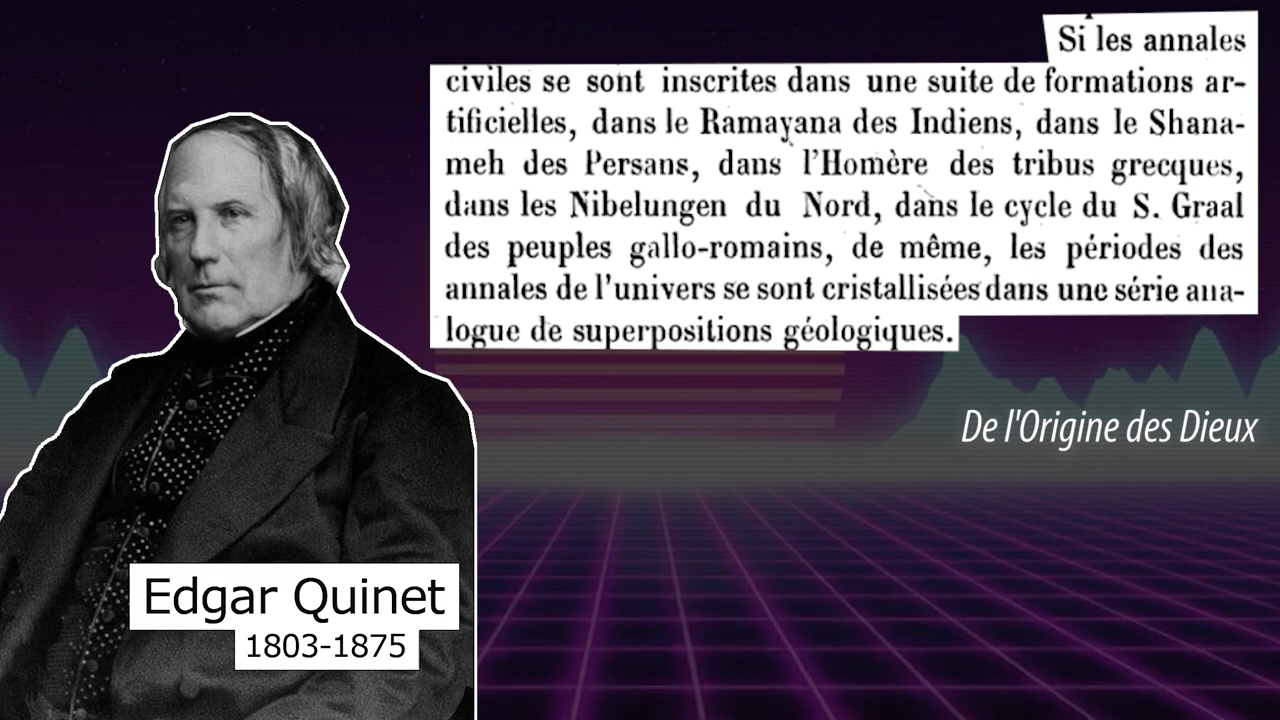 Si les annales
civiles se sont inscrites dans une suite de formations ar-
tificielles, dans le Ramayana des Indiens, dans le Shana-
meh des Persans, dans l'Homère des tribus grecques,
dans les Nibelungen du Nord, dans le cycle du S. Graal
des peuples gallo-romains, de même, les périodes des
annales de l'univers se sont cristallisées dans une série ana-
logue de superpositions géologiques.
De l'Origine des Dieux
Edgar Quinet
1803-1875